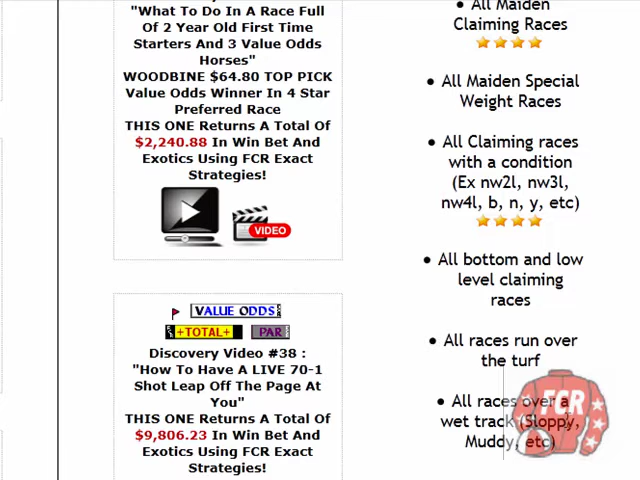 "What To Do In A Race Full
Of 2 Year Old First Time
Starters And 3 Value Odds
Horses"
WOODBINE $64.80 TOP PICK
Value Odds Winner In 4 Star
Preferred Race
THIS ONE Returns A Total Of
$2,240.88 In Win Bet And
Exotics Using FCR Exact
Strategies!
VIDEO
VALUE ODDS
+TOTAL+ PAR
Discovery Video #38 :
"How To Have A LIVE 70-1
Shot Leap Off The Page At
You"
THIS ONE Returns A Total Of
$9,806.23 In Win Bet And
Exotics Using FCR Exact
Strategies!
• All Maiden
Claiming Races
• All Maiden Special
Weight Races
• All Claiming races
with a condition
(Ex nw2l, nw3l,
nw4l, b, n, y, etc)
• All bottom and low
level claiming
races
• All races run over
the turf
• All races over a
wet track (Sloppy,
Muddy, etc)
FCR